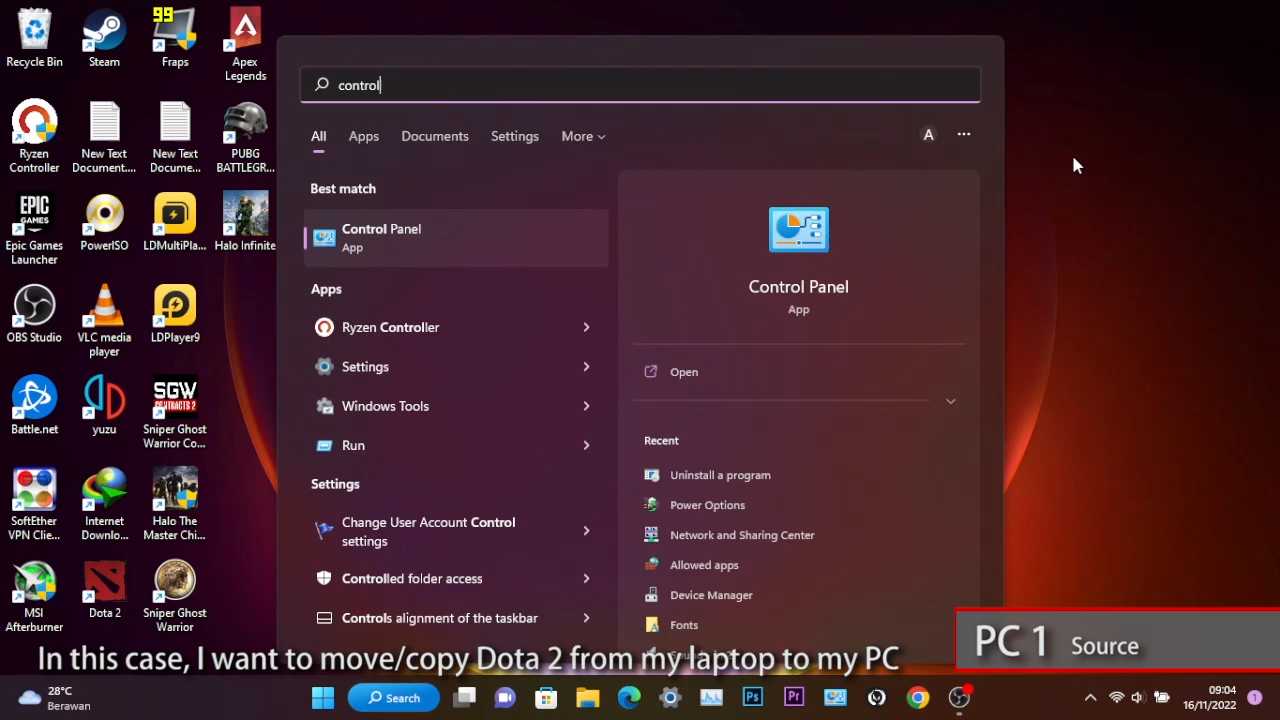 99
Recycle Bin
Steam
Fraps
Apex
Legends
Ryzen
Controller
New Text
Document....
New Text
Docume...
PUBG
BATTLEGR...
EPIC
GAMES
Epic Games
Launcher
PowerISO
LDMultiPla...
Halo Infinite
OBS Studio
VLC media
player
LDPlayer9
Battle.net
yuzu
SGW
CONTRACTS 2
Sniper Ghost
Warrior Co...
SoftEther
VPN Clie...
Internet
Downlo...
Halo The
Master Chi...
MSI
Afterburner
Dota 2
Sniper Ghost
Warrior
control
All
Apps
Documents
Settings
More
A
Best match
Control Panel
App
Apps
Ryzen Controller
Settings
Windows Tools
Run
Settings
Change User Account Control
settings
Controlled folder access
Controls alignment of the taskbar
Control Panel
App
Open
Recent
Uninstall a program
Power Options
Network and Sharing Center
Allowed apps
Device Manager
Fonts
PC 1 Source
In this case, I want to move/copy Dota 2 from my laptop to my PC
28°C
Berawan
Search
Ps
Pr
09:04
16/11/2022
1